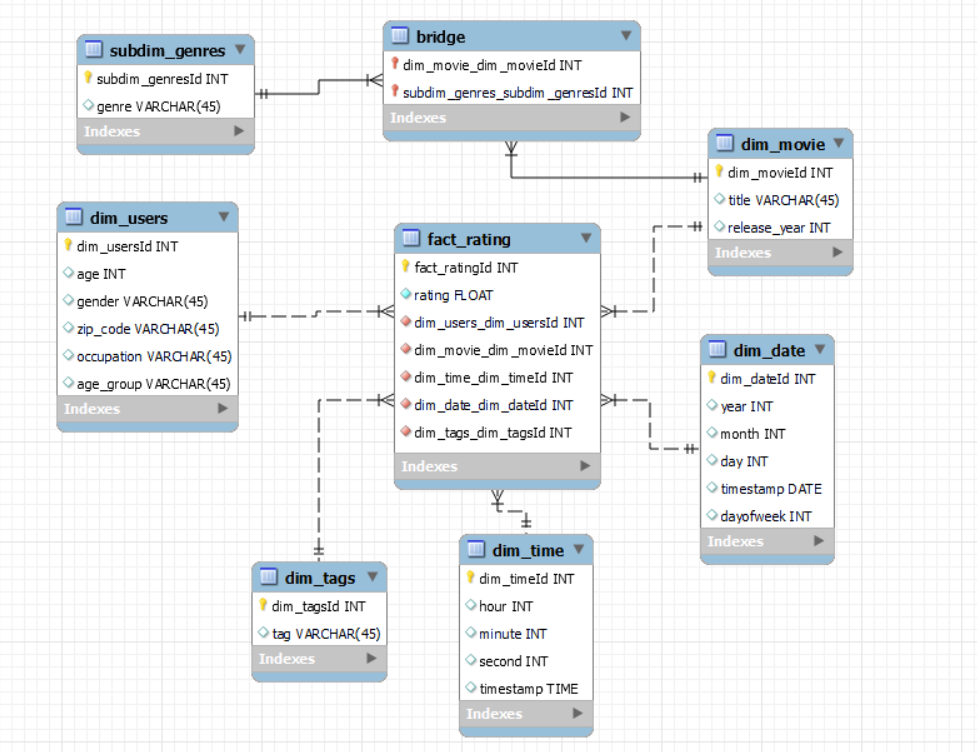 subdim_genres
subdim_genresId INT
genre VARCHAR(45)
Indexes
bridge
dim_movie_dim_movieId INT
subdim_genres_subdim_genresId INT
Indexes
dim_movie
dim_movieId INT
title VARCHAR(45)
release_year INT
Indexes
dim_users
dim_usersId INT
age INT
gender VARCHAR(45)
zip_code VARCHAR(45)
occupation VARCHAR(45)
age_group VARCHAR(45)
Indexes
fact_rating
fact_ratingId INT
rating FLOAT
dim_users_dim_usersId INT
dim_movie_dim_movieId INT
dim_time_dim_timeId INT
dim_date_dim_dateId INT
dim_tags_dim_tagsId INT
Indexes
dim_date
dim_dateId INT
year INT
month INT
day INT
timestamp DATE
dayofweek INT
Indexes
dim_tags
dim_tagsId INT
tag VARCHAR(45)
Indexes
dim_time
dim_timeId INT
hour INT
minute INT
second INT
timestamp TIME
Indexes